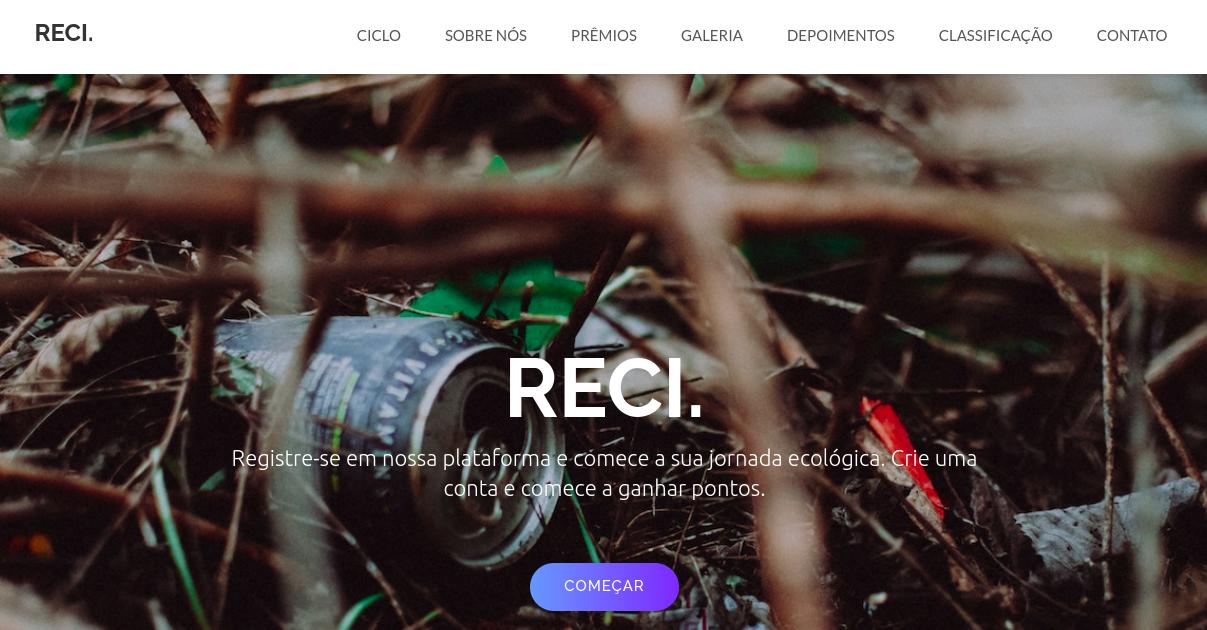 RECI.
CICLO SOBRE NÓS PRÊMIOS GALERIA DEPOIMENTOS CLASSIFICAÇÃO CONTATO
RECI.
Registre-se em nossa plataforma e comece a sua jornada ecológica. Crie uma
conta e comece a ganhar pontos.
COMEÇAR